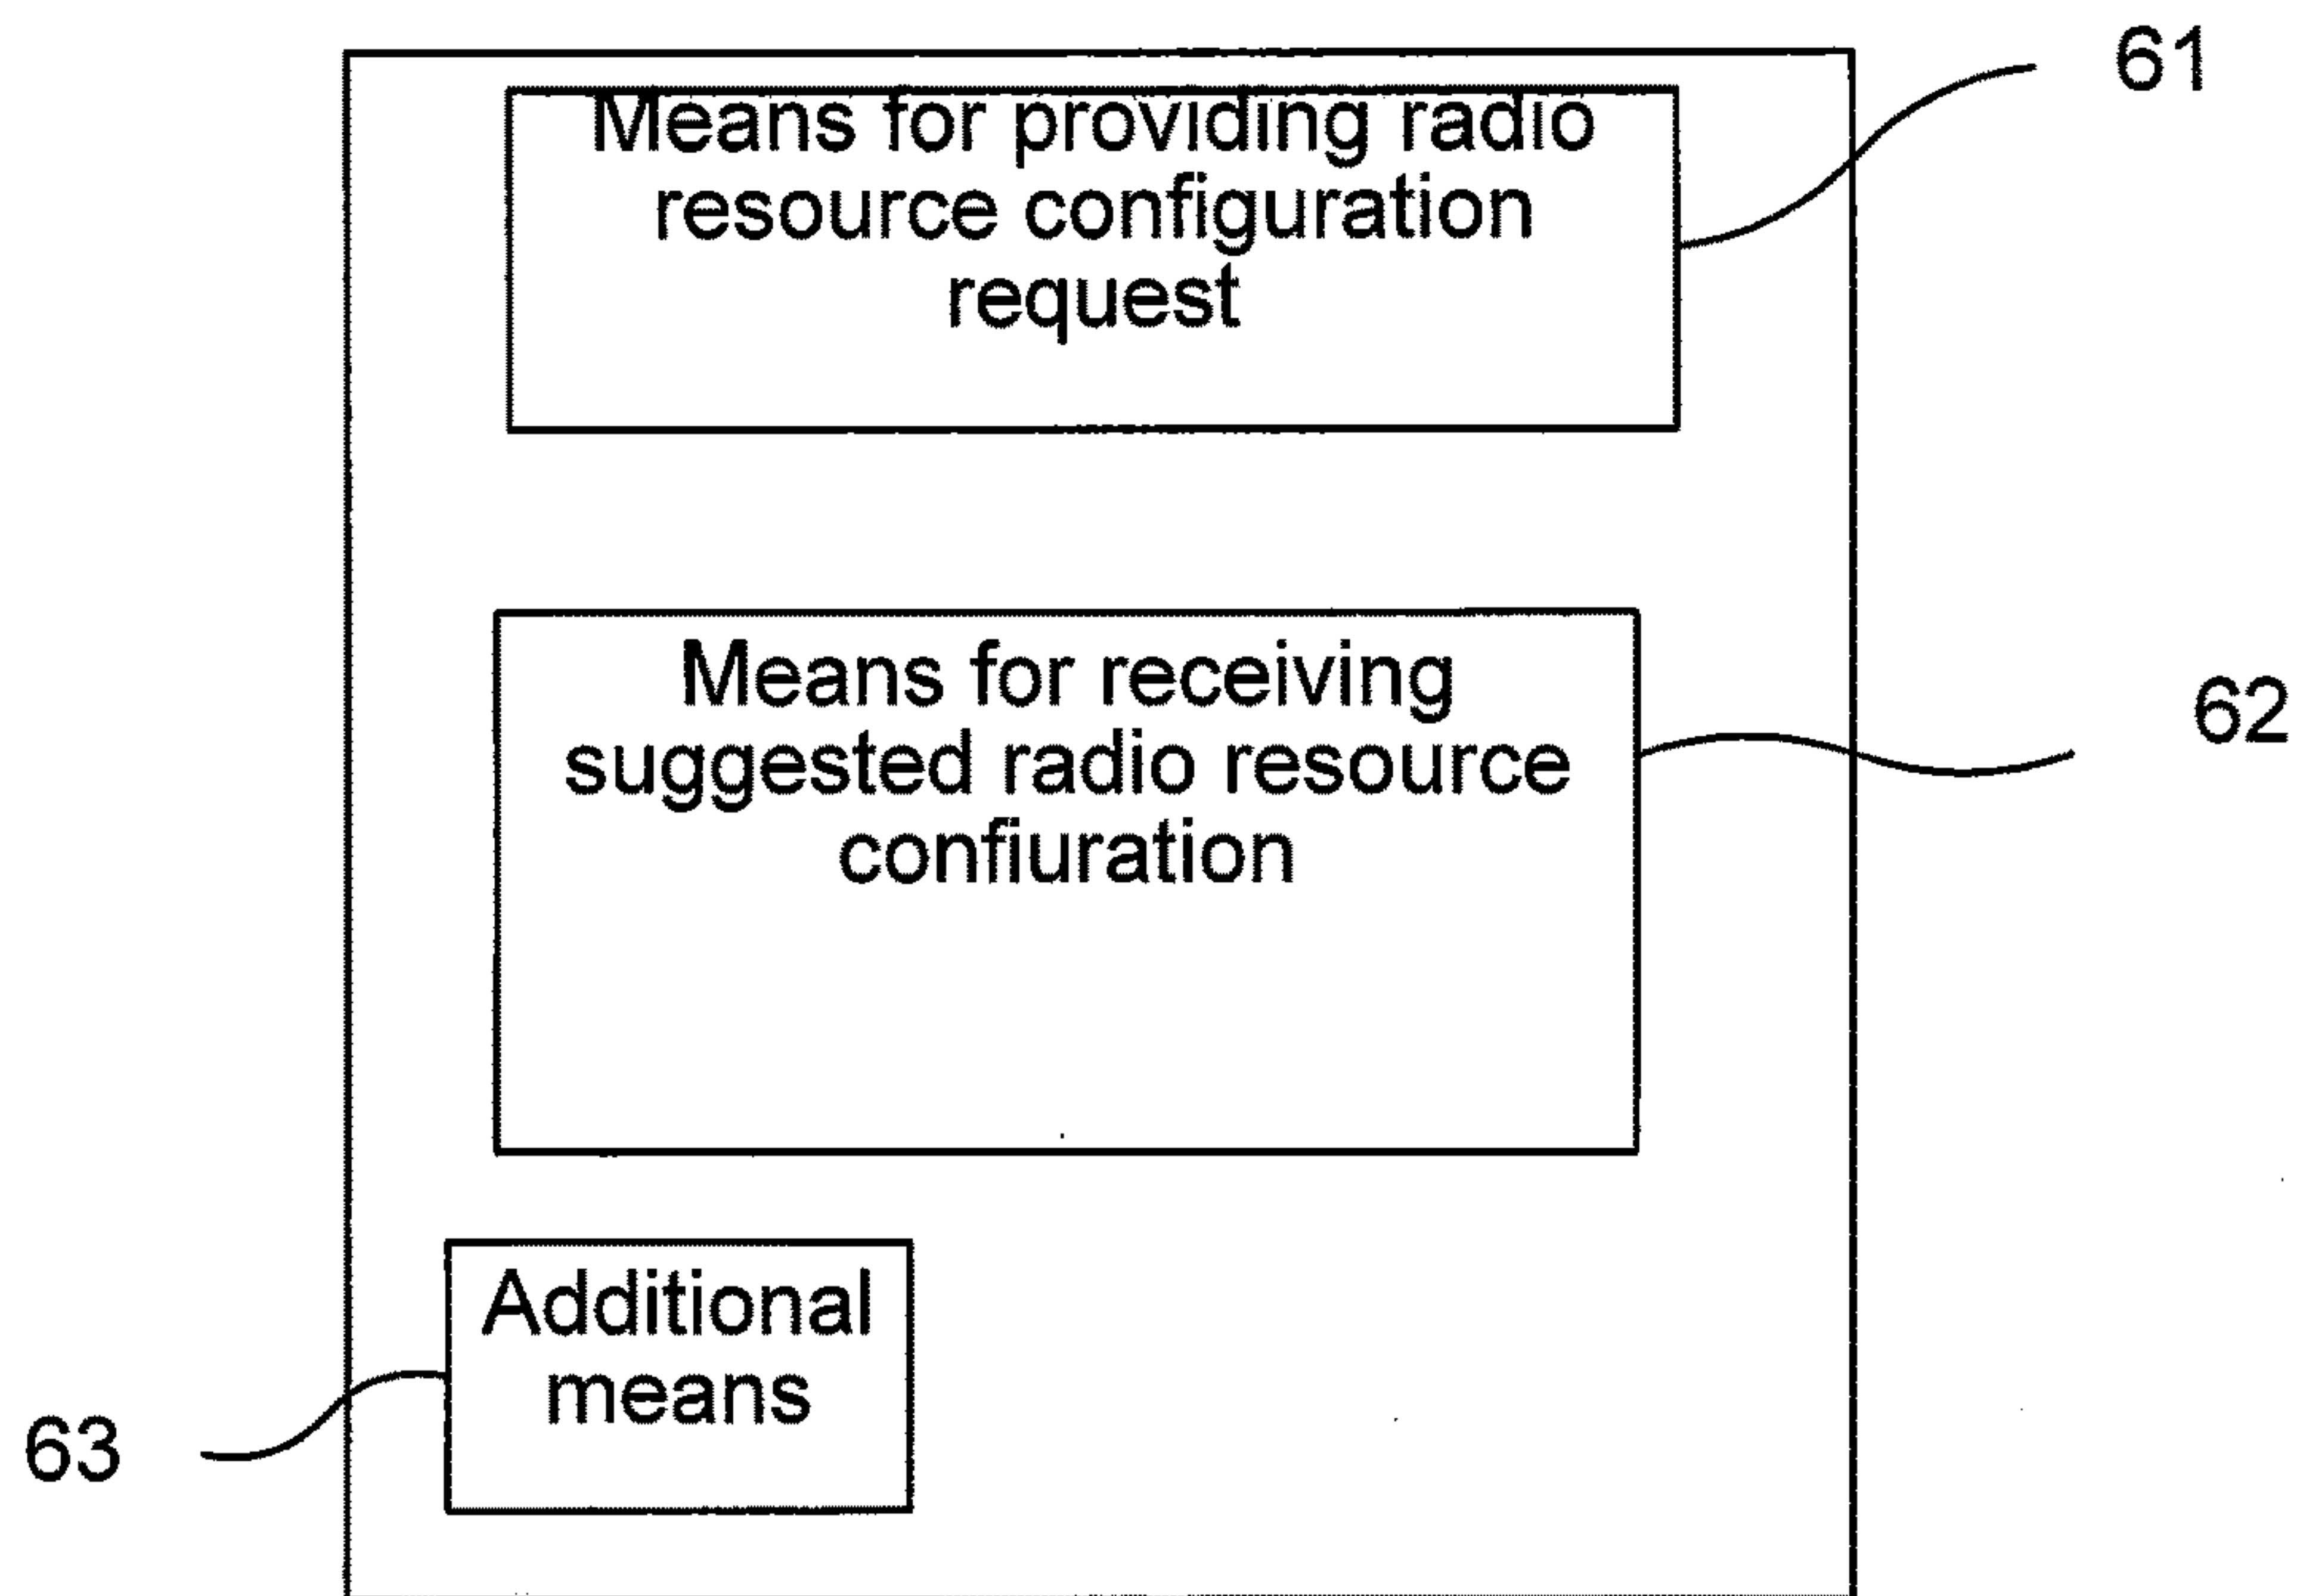 61
Means for providing radio
resource configuration
request
Means for receiving
suggested radio resource
confiuration
62
Additional
means
63